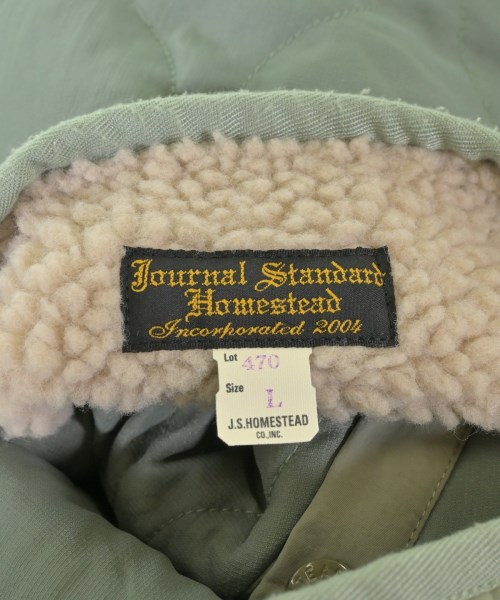 Journal Standard
Homestead
Incorporated 2004
Lot 470
Size L
J.S.HOMESTEAD
CO.,INC.